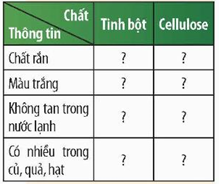 Chất
Thông tin
Tinh bột
Cellulose
Chất rắn
?
?
Màu trắng
?
?
Không tan trong
nước lạnh
?
?
Có nhiều trong
củ, quả, hạt
?
?